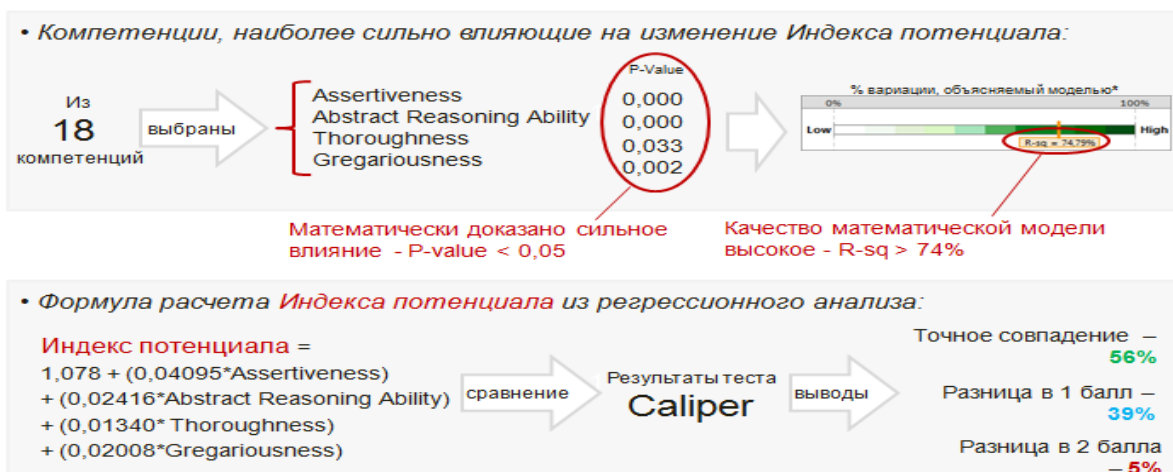 • Компетенции, наиболее сильно влияющие на изменение Индекса потенциала:
Из
18
компетенций
выбраны
Assertiveness
Abstract Reasoning Ability
Thoroughness
Gregariousness
P-Value
0,000
0,000
0,033
0,002
% вариации, объясняемый моделью*
0% 100%
Low High
R-sq = 74,79%
Математически доказано сильное
влияние - P-value < 0,05
Качество математической модели
высокое - R-sq > 74%
• Формула расчета Индекса потенциала из регрессионного анализа:
Индекс потенциала =
1,078 + (0,04095*Assertiveness)
+ (0,02416*Abstract Reasoning Ability)
+ (0,01340* Thoroughness)
+ (0,02008*Gregariousness)
сравнение
Результаты теста
Caliper
выводы
Точное совпадение –
56%
Разница в 1 балл –
39%
Разница в 2 балла
– 5%